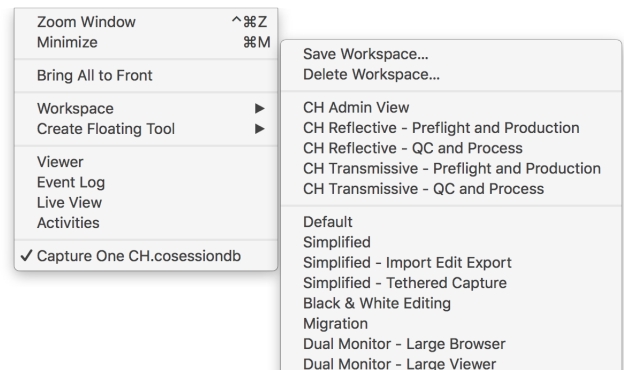 Zoom Window ^⌘Z
Minimize ⌘M
Bring All to Front
Workspace ▶
Create Floating Tool ▶
Viewer
Event Log
Live View
Activities
✓ Capture One CH.cosessiondb
Save Workspace...
Delete Workspace...
CH Admin View
CH Reflective - Preflight and Production
CH Reflective - QC and Process
CH Transmissive - Preflight and Production
CH Transmissive - QC and Process
Default
Simplified
Simplified - Import Edit Export
Simplified - Tethered Capture
Black & White Editing
Migration
Dual Monitor - Large Browser
Dual Monitor - Large Viewer